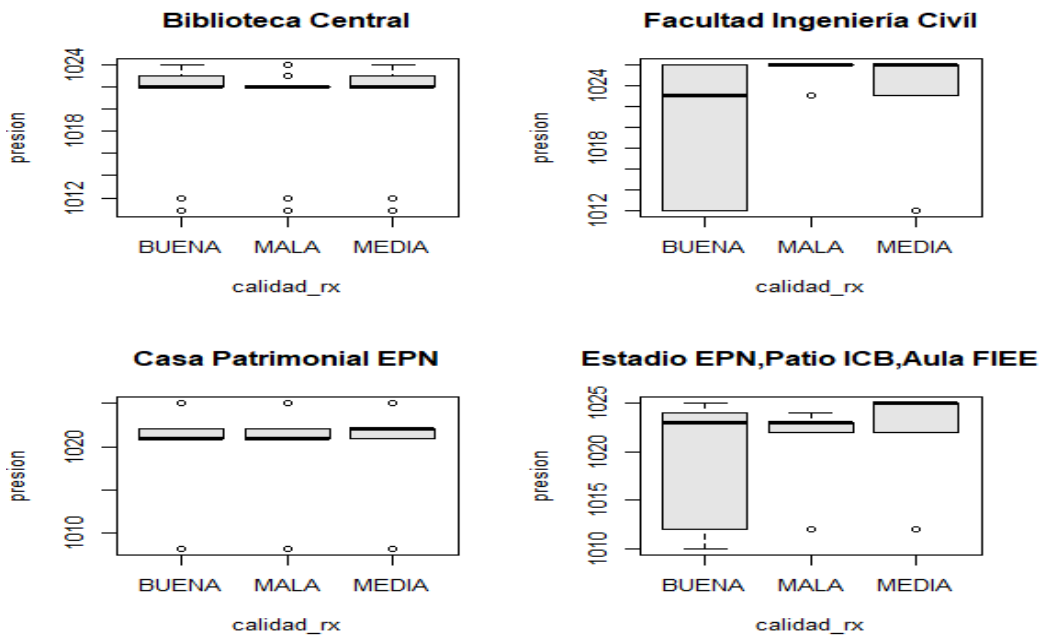 Biblioteca Central
presion
1024
1018
1012
BUENA MALA MEDIA
calidad_rx
Facultad Ingeniería Civíl
presion
1024
1018
1012
BUENA MALA MEDIA
calidad_rx
Casa Patrimonial EPN
presion
1020
1010
BUENA MALA MEDIA
calidad_rx
Estadio EPN,Patio ICB,Aula FIEE
presion
1025
1020
1015
1010
BUENA MALA MEDIA
calidad_rx